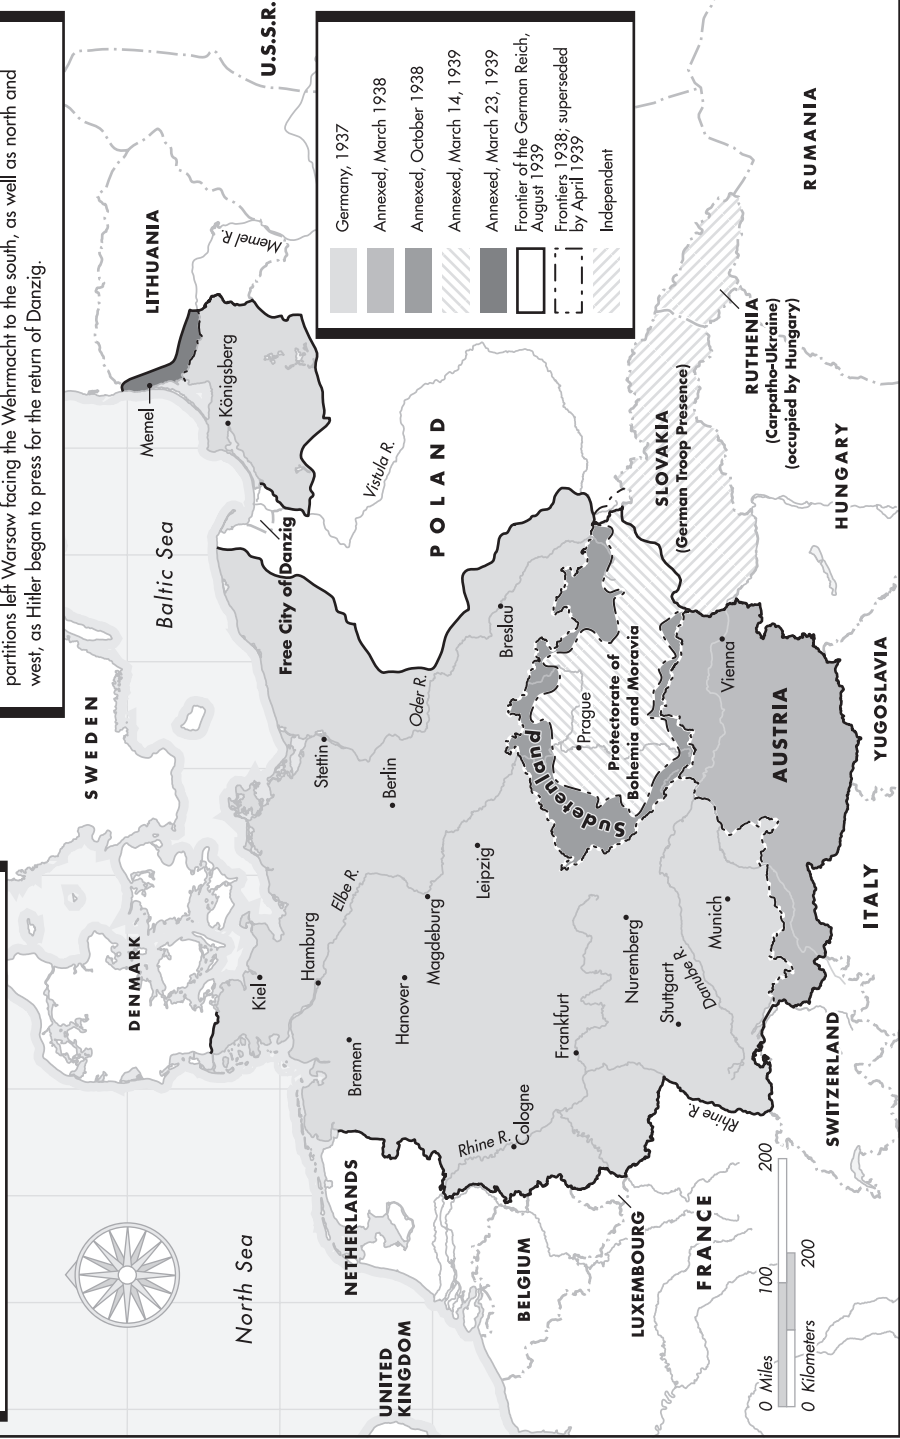 partitions left Warsaw facing the Wehrmacht to the south, as well as north and
west, as Hitler began to press for the return of Danzig.
U.S.S.R.
Germany, 1937
Annexed, March 1938
Annexed, October 1938
Annexed, March 14, 1939
Annexed, March 23, 1939
Frontier of the German Reich,
August 1939
Frontiers 1938; superseded
by April 1939
Independent
SWEDEN
LITHUANIA
Memel R.
Memel
Königsberg
Baltic Sea
DENMARK
North Sea
Free City of Danzig
Vistula R.
POLAND
Kiel
Hamburg
Elbe R.
Stettin
Berlin
Oder R.
Bremen
Hanover
Magdeburg
Leipzig
Breslau
UNITED
KINGDOM
NETHERLANDS
Rhine R.
Cologne
Frankfurt
Sudetenland
Prague
Protectorate of
Bohemia and Moravia
SLOVAKIA
(German Troop Presence)
RUTHENIA
(Carpatho-Ukraine)
(occupied by Hungary)
RUMANIA
BELGIUM
LUXEMBOURG
Nuremberg
Stuttgart
Danube R.
Munich
Vienna
FRANCE
Rhine R.
AUSTRIA
HUNGARY
SWITZERLAND
ITALY
YUGOSLAVIA
0 Miles 100 200
0 Kilometers 200